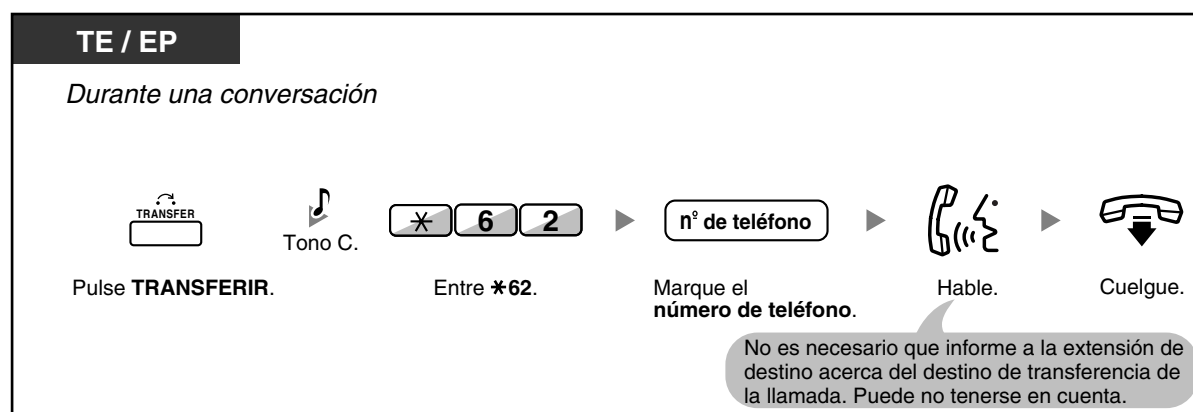 TE / EP
Durante una conversación
TRANSFER
Tono C.
* 6 2
nº de teléfono
Pulse TRANSFERIR.
Entre *62.
Marque el
número de teléfono.
Hable.
Cuelgue.
No es necesario que informe a la extensión de
destino acerca del destino de transferencia de
la llamada. Puede no tenerse en cuenta.